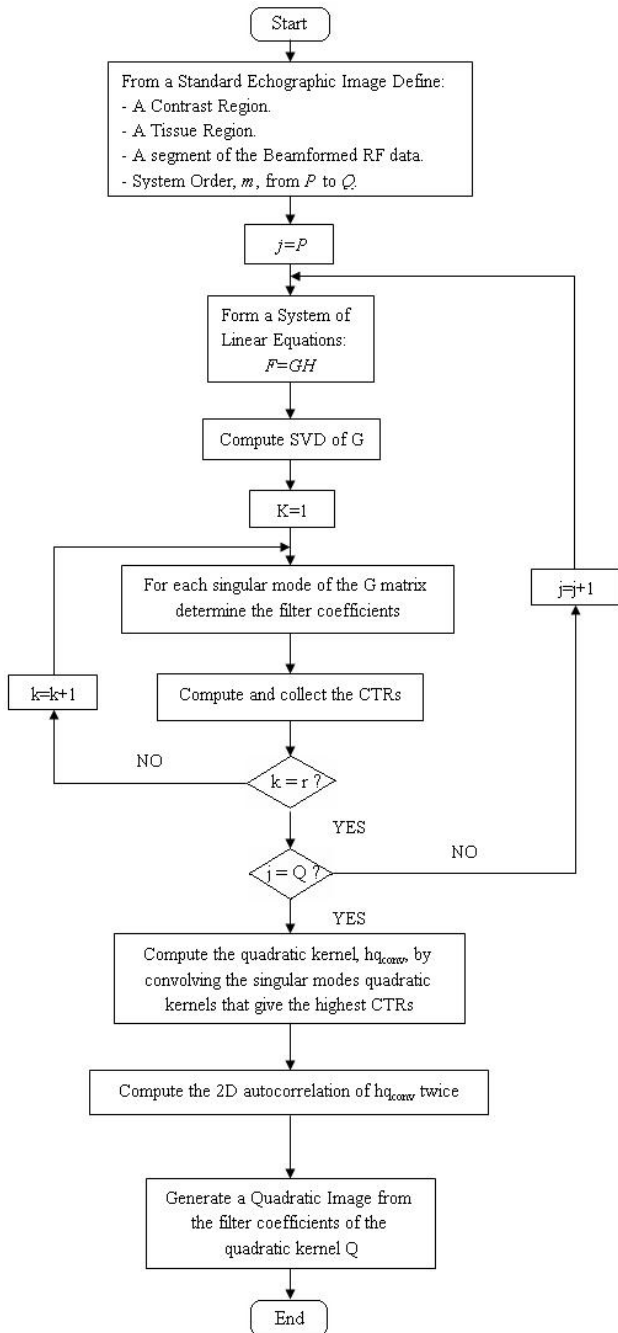 Start
From a Standard Echographic Image Define:
- A Contrast Region.
- A Tissue Region.
- A segment of the Beamformed RF data.
- System Order, m, from P to Q.
j=P
Form a System of
Linear Equations:
F=GH
Compute SVD of G
K=1
For each singular mode of the G matrix
determine the filter coefficients
j=j+1
k=k+1
Compute and collect the CTRs
NO
k = r ?
YES
NO
j = Q ?
YES
Compute the quadratic kernel, hqconv, by
convolving the singular modes quadratic
kernels that give the highest CTRs
Compute the 2D autocorrelation of hqconv twice
Generate a Quadratic Image from
the filter coefficients of the
quadratic kernel Q
End